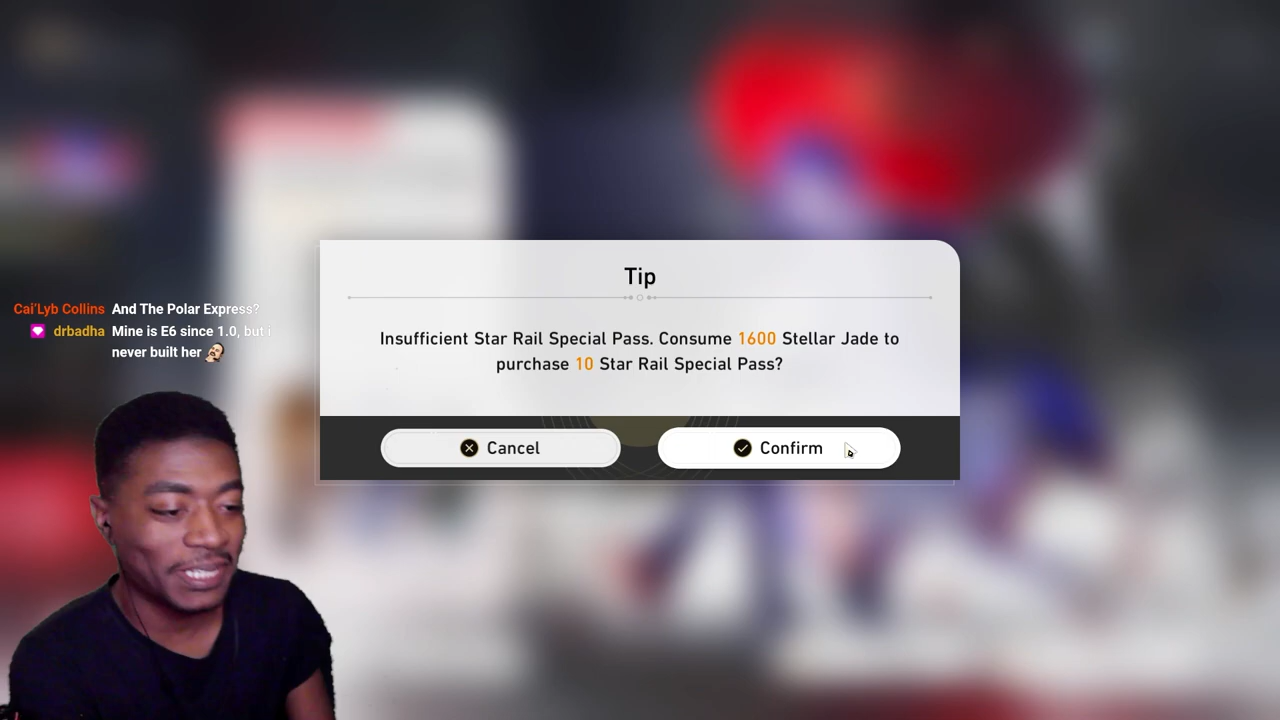 Tip
Insufficient Star Rail Special Pass. Consume 1600 Stellar Jade to
purchase 10 Star Rail Special Pass?
Cancel
Confirm
Cai'Lyb Collins And The Polar Express?
drbadha Mine is E6 since 1.0, but i
never built her